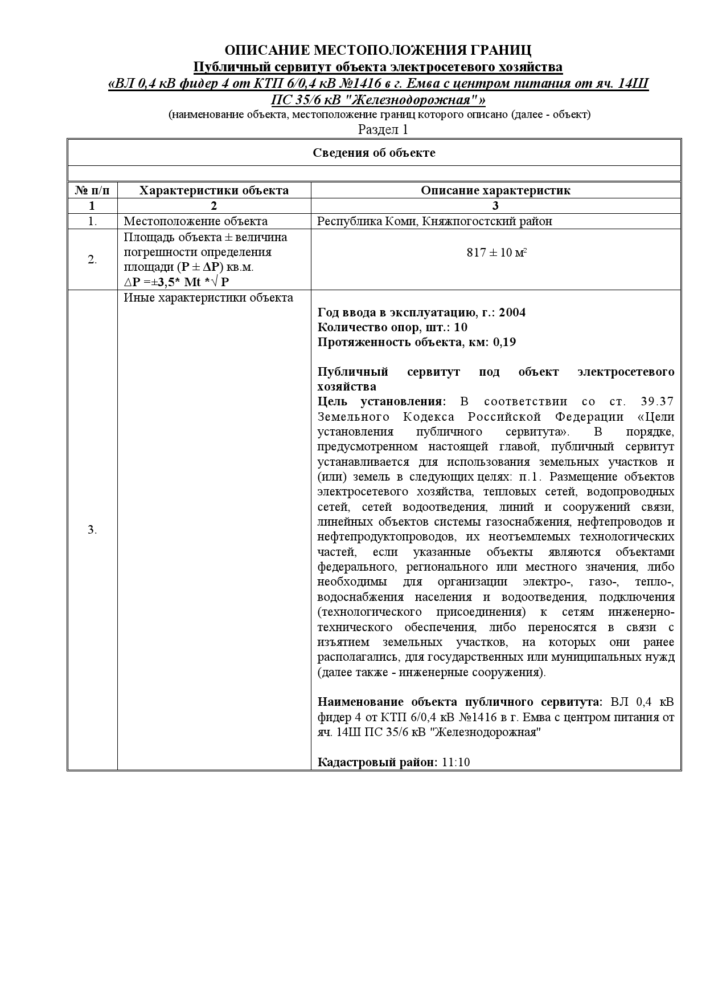 ОПИСАНИЕ МЕСТОПОЛОЖЕНИЯ ГРАНИЦ
Публичный сервитут объекта электросетевого хозяйства
«ВЛ 0,4 кВ фидер 4 от КТП 6/0,4 кВ №1416 в г. Емва с центром питания от яч. 14Ш
ПС 35/6 кВ "Железнодорожная"»
(наименование объекта, местоположение границ которого описано (далее - объект)
Раздел 1
Сведения об объекте
№ п/п Характеристики объекта Описание характеристик
1 2 3
1. Местоположение объекта Республика Коми, Княжпогостский район
2.
Площадь объекта ± величина
погрешности определения
площади (P ± ΔP) кв.м.
∆P =±3,5* Mt *√ P
817 ± 10 м²
3.
Иные характеристики объекта
Год ввода в эксплуатацию, г.: 2004
Количество опор, шт.: 10
Протяженность объекта, км: 0,19
Публичный сервитут под объект электросетевого
хозяйства
Цель установления: В соответствии со ст. 39.37
Земельного Кодекса Российской Федерации «Цели
установления публичного сервитута». В порядке,
предусмотренном настоящей главой, публичный сервитут
устанавливается для использования земельных участков и
(или) земель в следующих целях: п.1. Размещение объектов
электросетевого хозяйства, тепловых сетей, водопроводных
сетей, сетей водоотведения, линий и сооружений связи,
линейных объектов системы газоснабжения, нефтепроводов и
нефтепродуктопроводов, их неотъемлемых технологических
частей, если указанные объекты являются объектами
федерального, регионального или местного значения, либо
необходимы для организации электро-, газо-, тепло-,
водоснабжения населения и водоотведения, подключения
(технологического присоединения) к сетям инженерно-
технического обеспечения, либо переносятся в связи с
изъятием земельных участков, на которых они ранее
располагались, для государственных или муниципальных нужд
(далее также - инженерные сооружения).
Наименование объекта публичного сервитута: ВЛ 0,4 кВ
фидер 4 от КТП 6/0,4 кВ №1416 в г. Емва с центром питания от
яч. 14Ш ПС 35/6 кВ "Железнодорожная"
Кадастровый район: 11:10